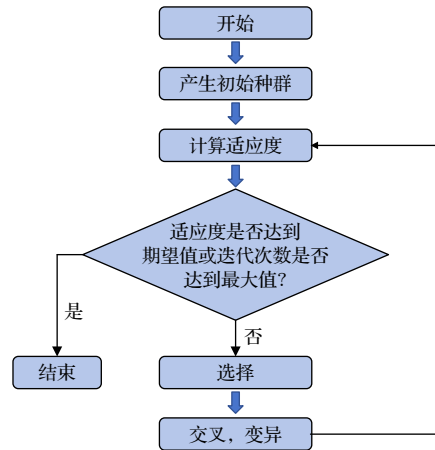 开始
产生初始种群
计算适应度
适应度是否达到
期望值或迭代次数是否
达到最大值？
是
否
结束
选择
交叉，变异